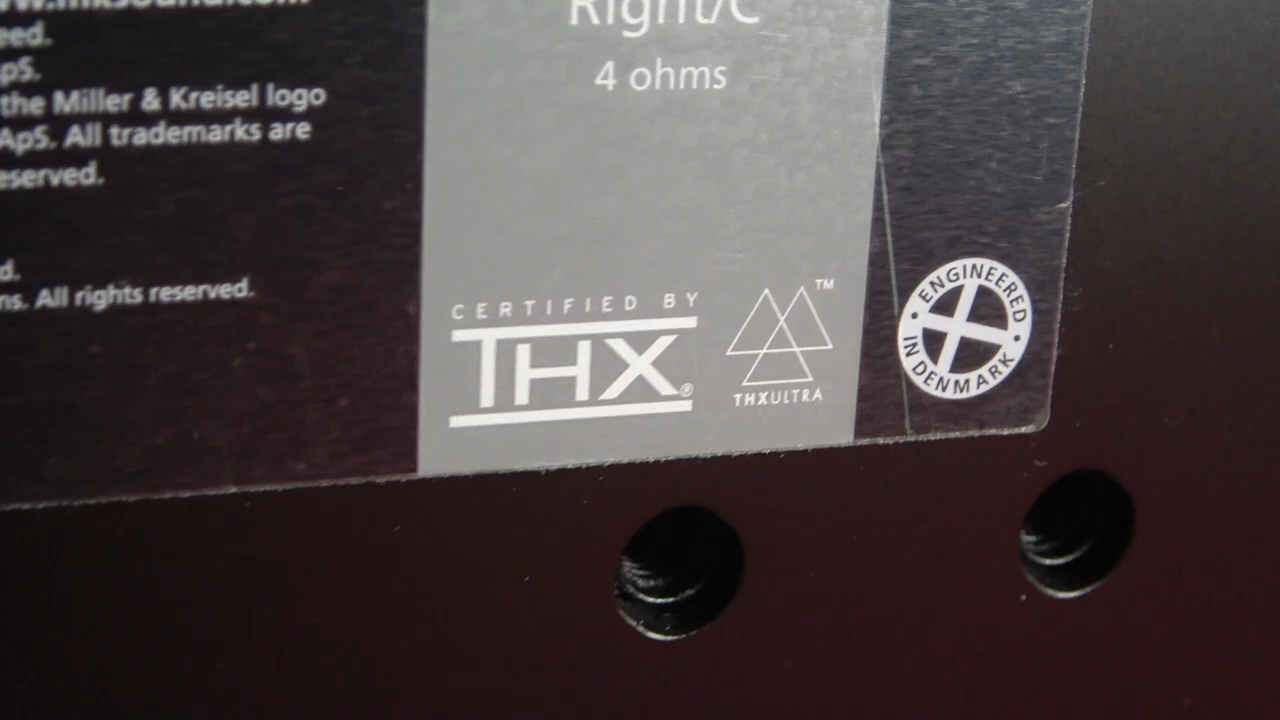 eed.
pS.
the Miller & Kreisel logo
ApS. All trademarks are
eserved.
d.
ns. All rights reserved.
Right/C
4 ohms
CERTIFIED BY
THX®
™
THXULTRA
ENGINEERED
IN DENMARK